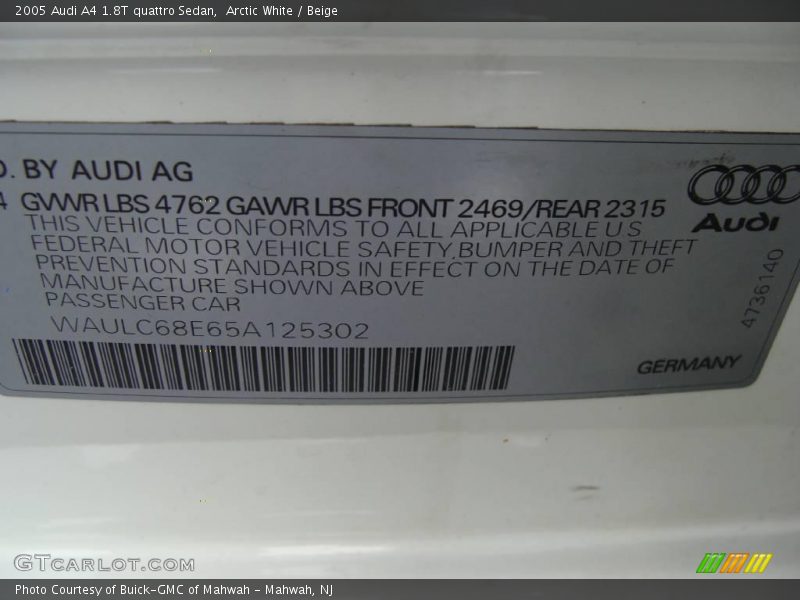 2005 Audi A4 1.8T quattro Sedan, Arctic White / Beige
D. BY AUDI AG
4 GVWR LBS 4762 GAWR LBS FRONT 2469/REAR 2315
THIS VEHICLE CONFORMS TO ALL APPLICABLE U S
FEDERAL MOTOR VEHICLE SAFETY,BUMPER AND THEFT
PREVENTION STANDARDS IN EFFECT ON THE DATE OF
MANUFACTURE SHOWN ABOVE
PASSENGER CAR
WAULC68E65A125302
Audi
4736140
GERMANY
GTCARLOT.COM
Photo Courtesy of Buick-GMC of Mahwah - Mahwah, NJ